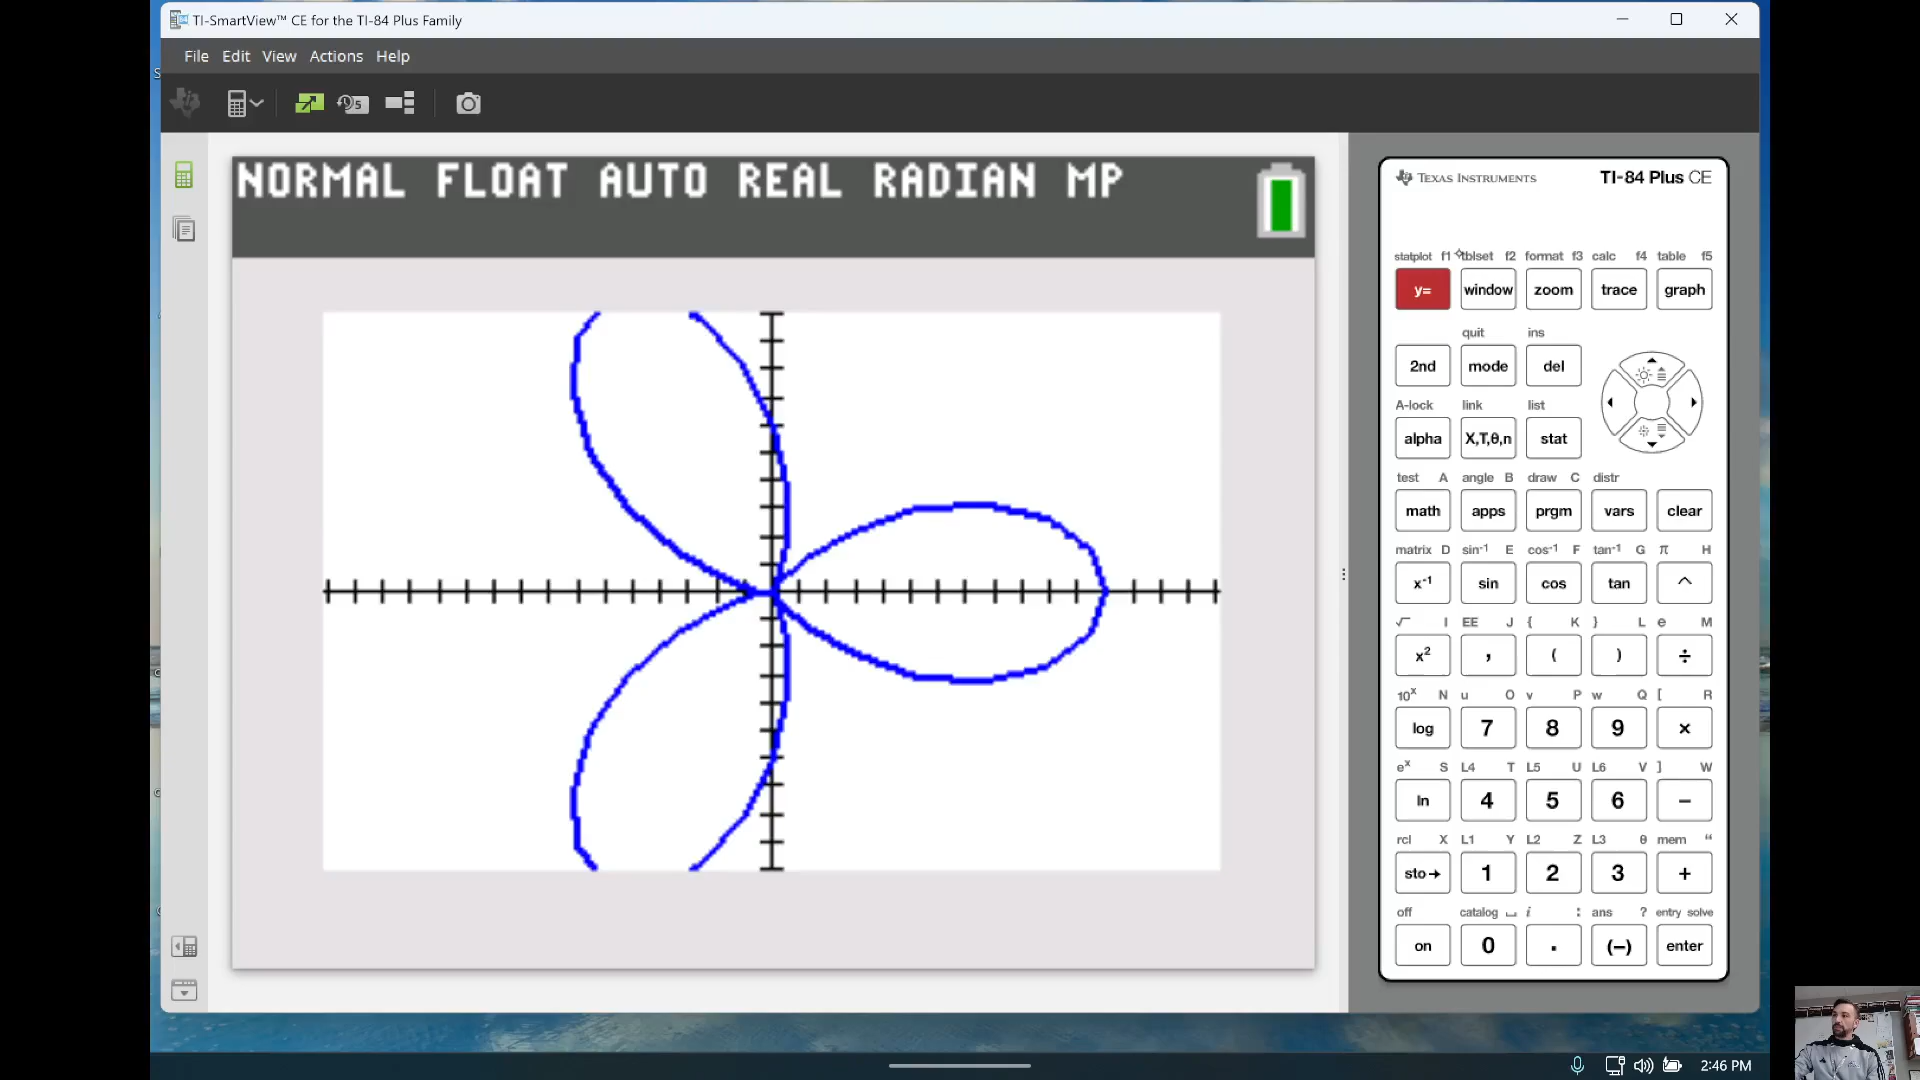 TI-SmartView™ CE for the TI-84 Plus Family
File Edit View Actions Help
5
NORMAL FLOAT AUTO REAL RADIAN MP
TEXAS INSTRUMENTS TI-84 Plus CE
statplot f1 tblset f2 format f3 calc f4 table f5
y= window zoom trace graph
quit ins
2nd mode del
A-lock link list
alpha X,T,θ,n stat
test A angle B draw C distr
math apps prgm vars clear
matrix D sin-1 E cos-1 F tan-1 G π H
x-1 sin cos tan ^
√ I EE J { K } L e M
x² , ( ) ÷
10x N u O v P w Q [ R
log 7 8 9 ×
ex S L4 T L5 U L6 V ] W
ln 4 5 6 −
rcl X L1 Y L2 Z L3 θ mem “
sto→ 1 2 3 +
off catalog ⎵ i : ans ? entry solve
on 0 . (−) enter
2:46 PM